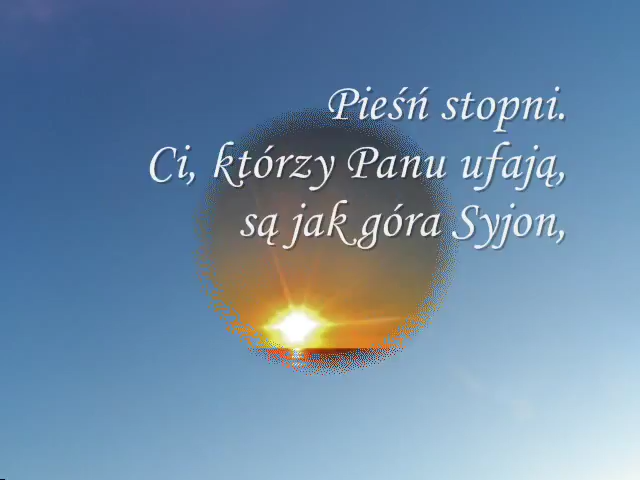 Pieśń stopni.
Ci, którzy Panu ufają,
są jak góra Syjon,